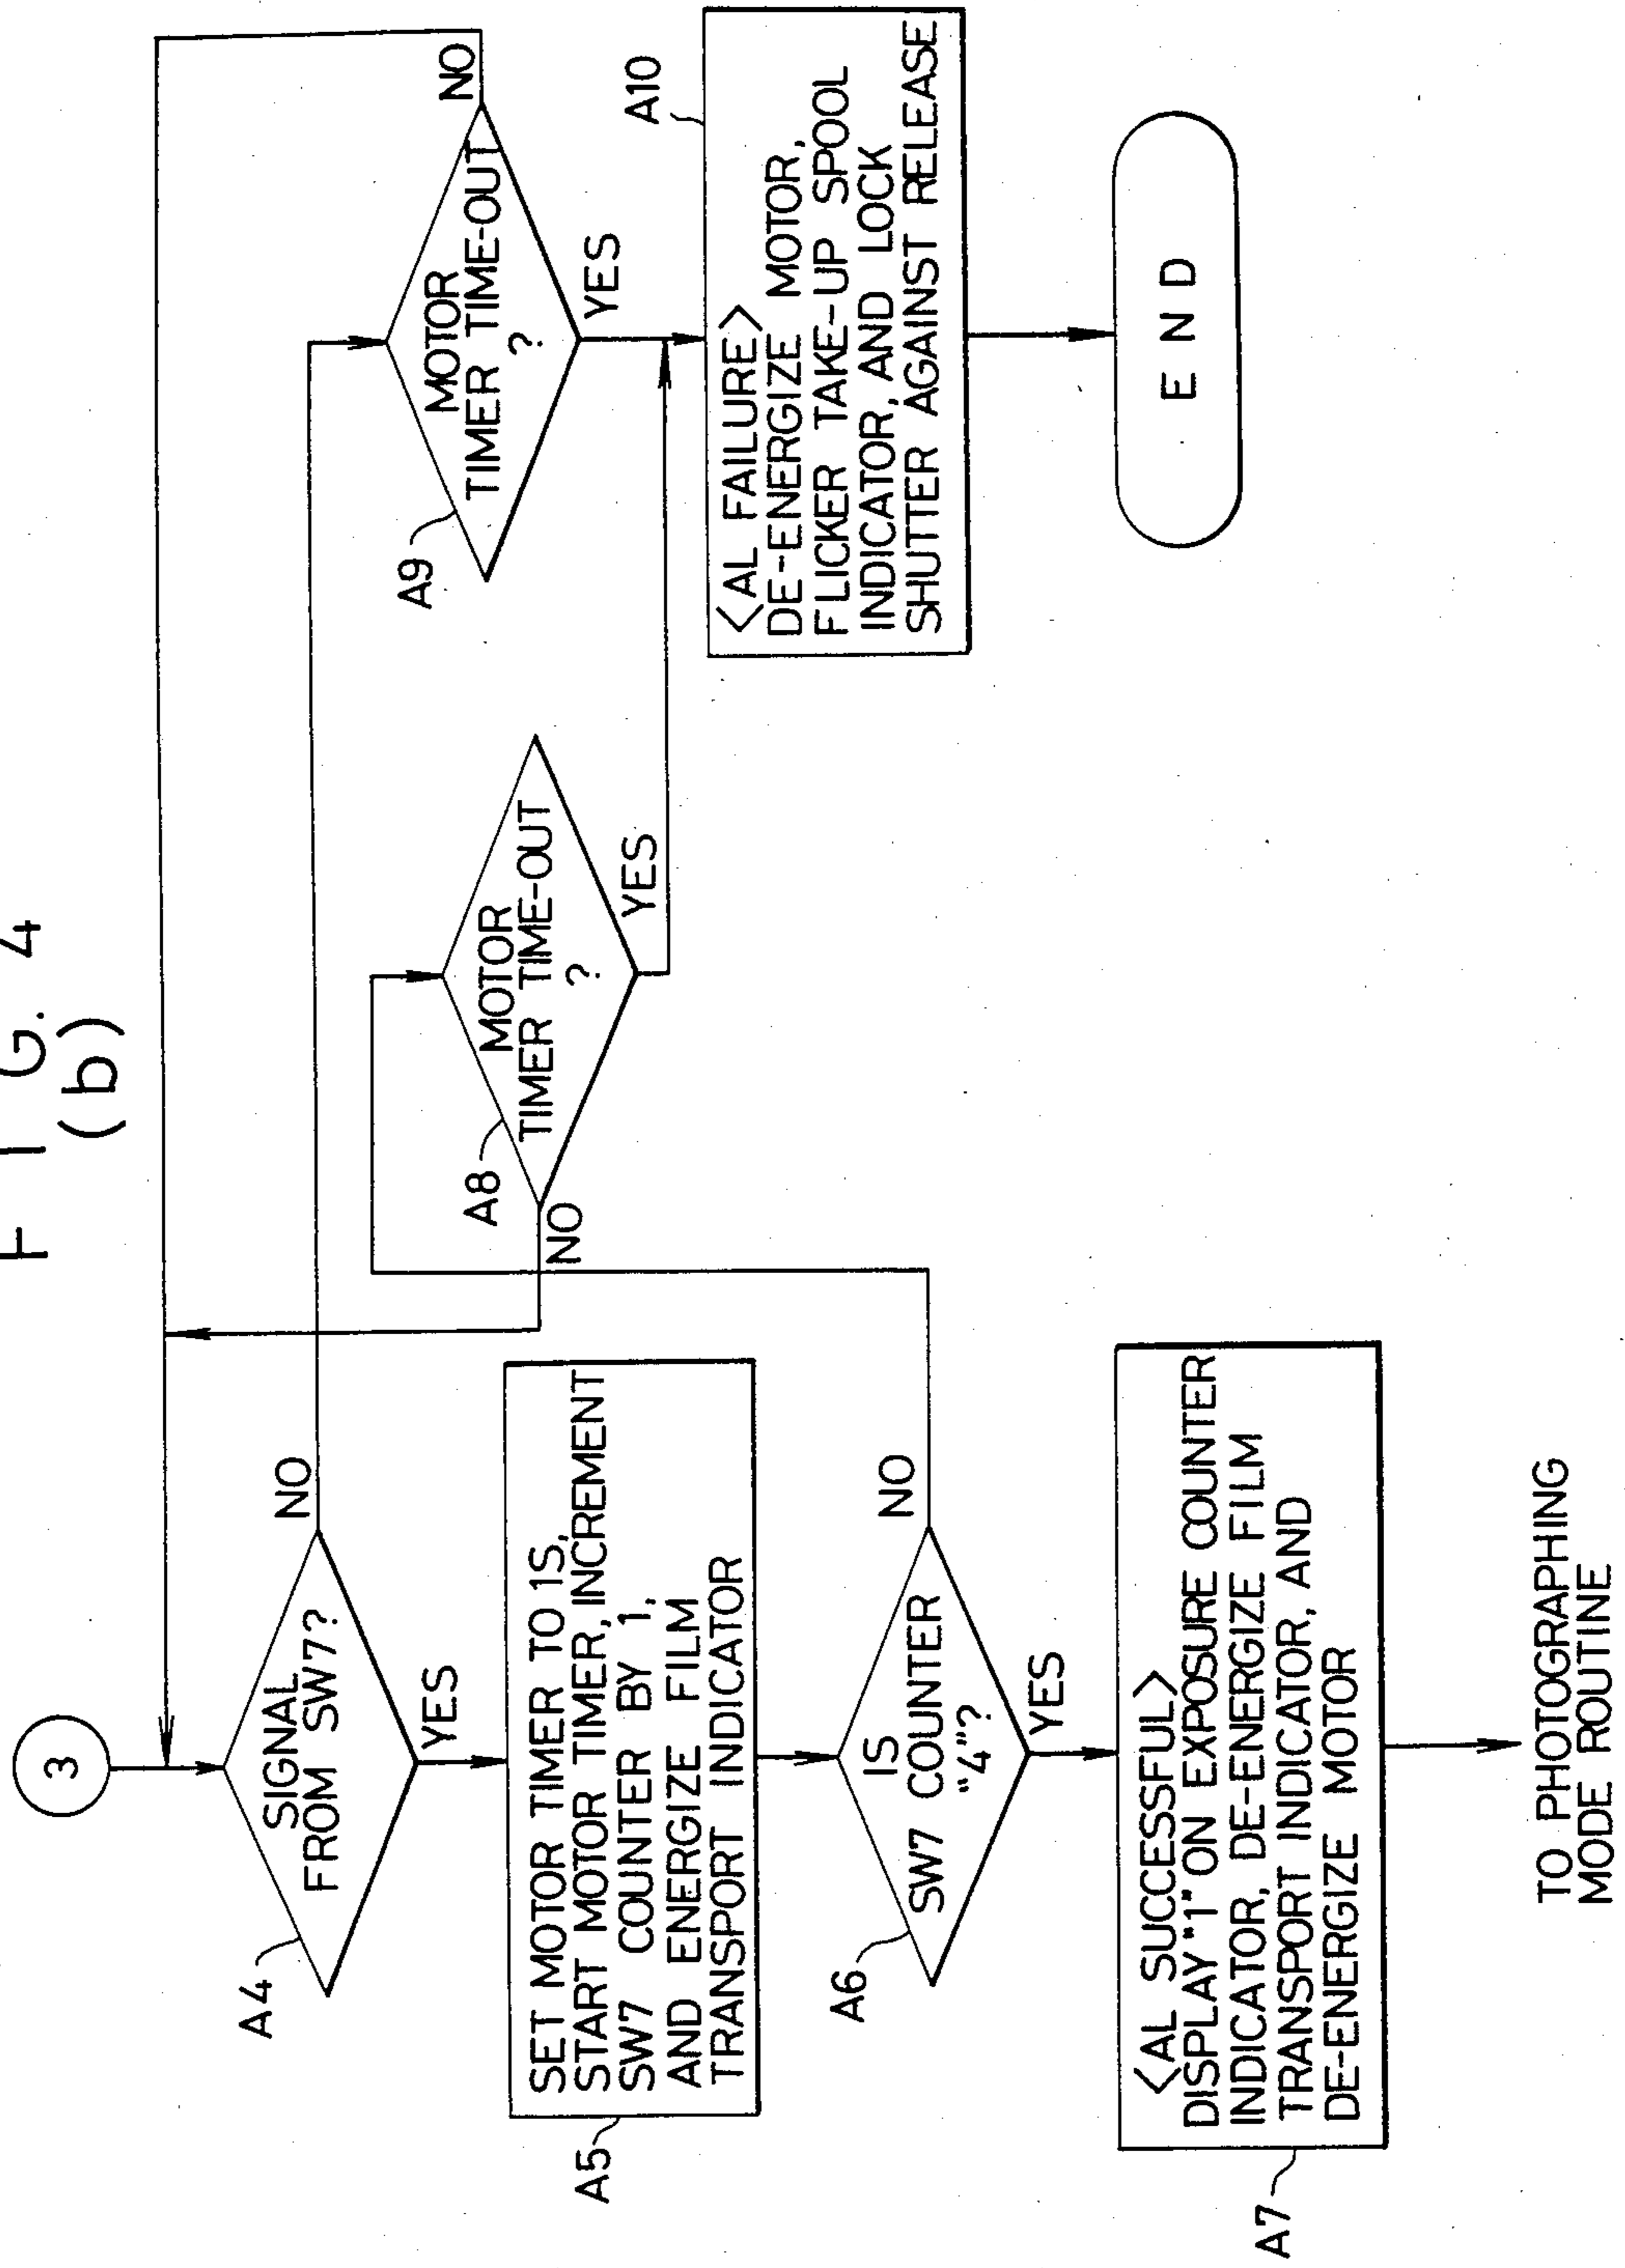 FIG. 4
(b)
3
A4
SIGNAL
FROM SW7?
NO
YES
A5
SET MOTOR TIMER TO 1S,
START MOTOR TIMER, INCREMENT
SW7 COUNTER BY 1,
AND ENERGIZE FILM
TRANSPORT INDICATOR
A6
IS
SW7 COUNTER
"4"?
NO
YES
A7
<AL SUCCESSFUL>
DISPLAY "1" ON EXPOSURE COUNTER
INDICATOR, DE-ENERGIZE FILM
TRANSPORT INDICATOR, AND
DE-ENERGIZE MOTOR
TO PHOTOGRAPHING
MODE ROUTINE
A8
MOTOR
TIMER TIME-OUT
?
NO
YES
A9
MOTOR
TIMER TIME-OUT
?
NO
YES
A10
<AL FAILURE>
DE-ENERGIZE MOTOR,
FLICKER TAKE-UP SPOOL
INDICATOR, AND LOCK
SHUTTER AGAINST RELEASE
END